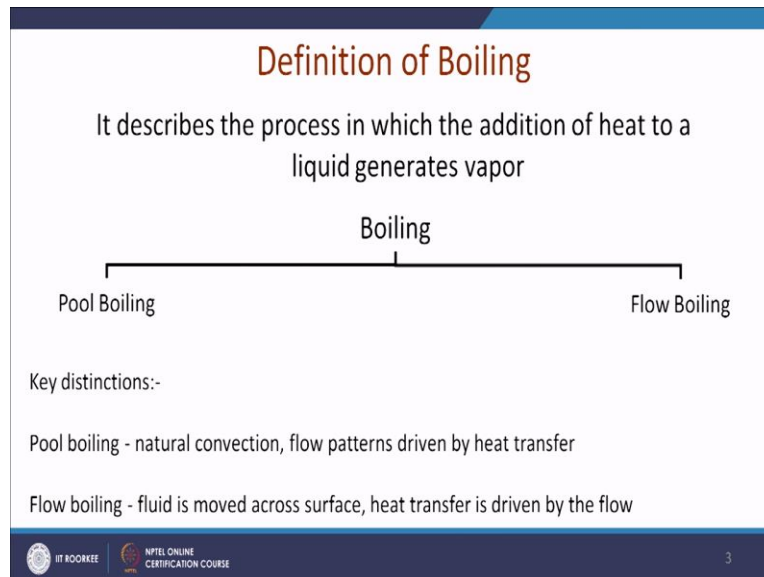 Definition of Boiling
It describes the process in which the addition of heat to a
liquid generates vapor
Boiling
Pool Boiling
Flow Boiling
Key distinctions:-
Pool boiling - natural convection, flow patterns driven by heat transfer
Flow boiling - fluid is moved across surface, heat transfer is driven by the flow
IIT ROORKEE
NPTEL ONLINE
CERTIFICATION COURSE
3